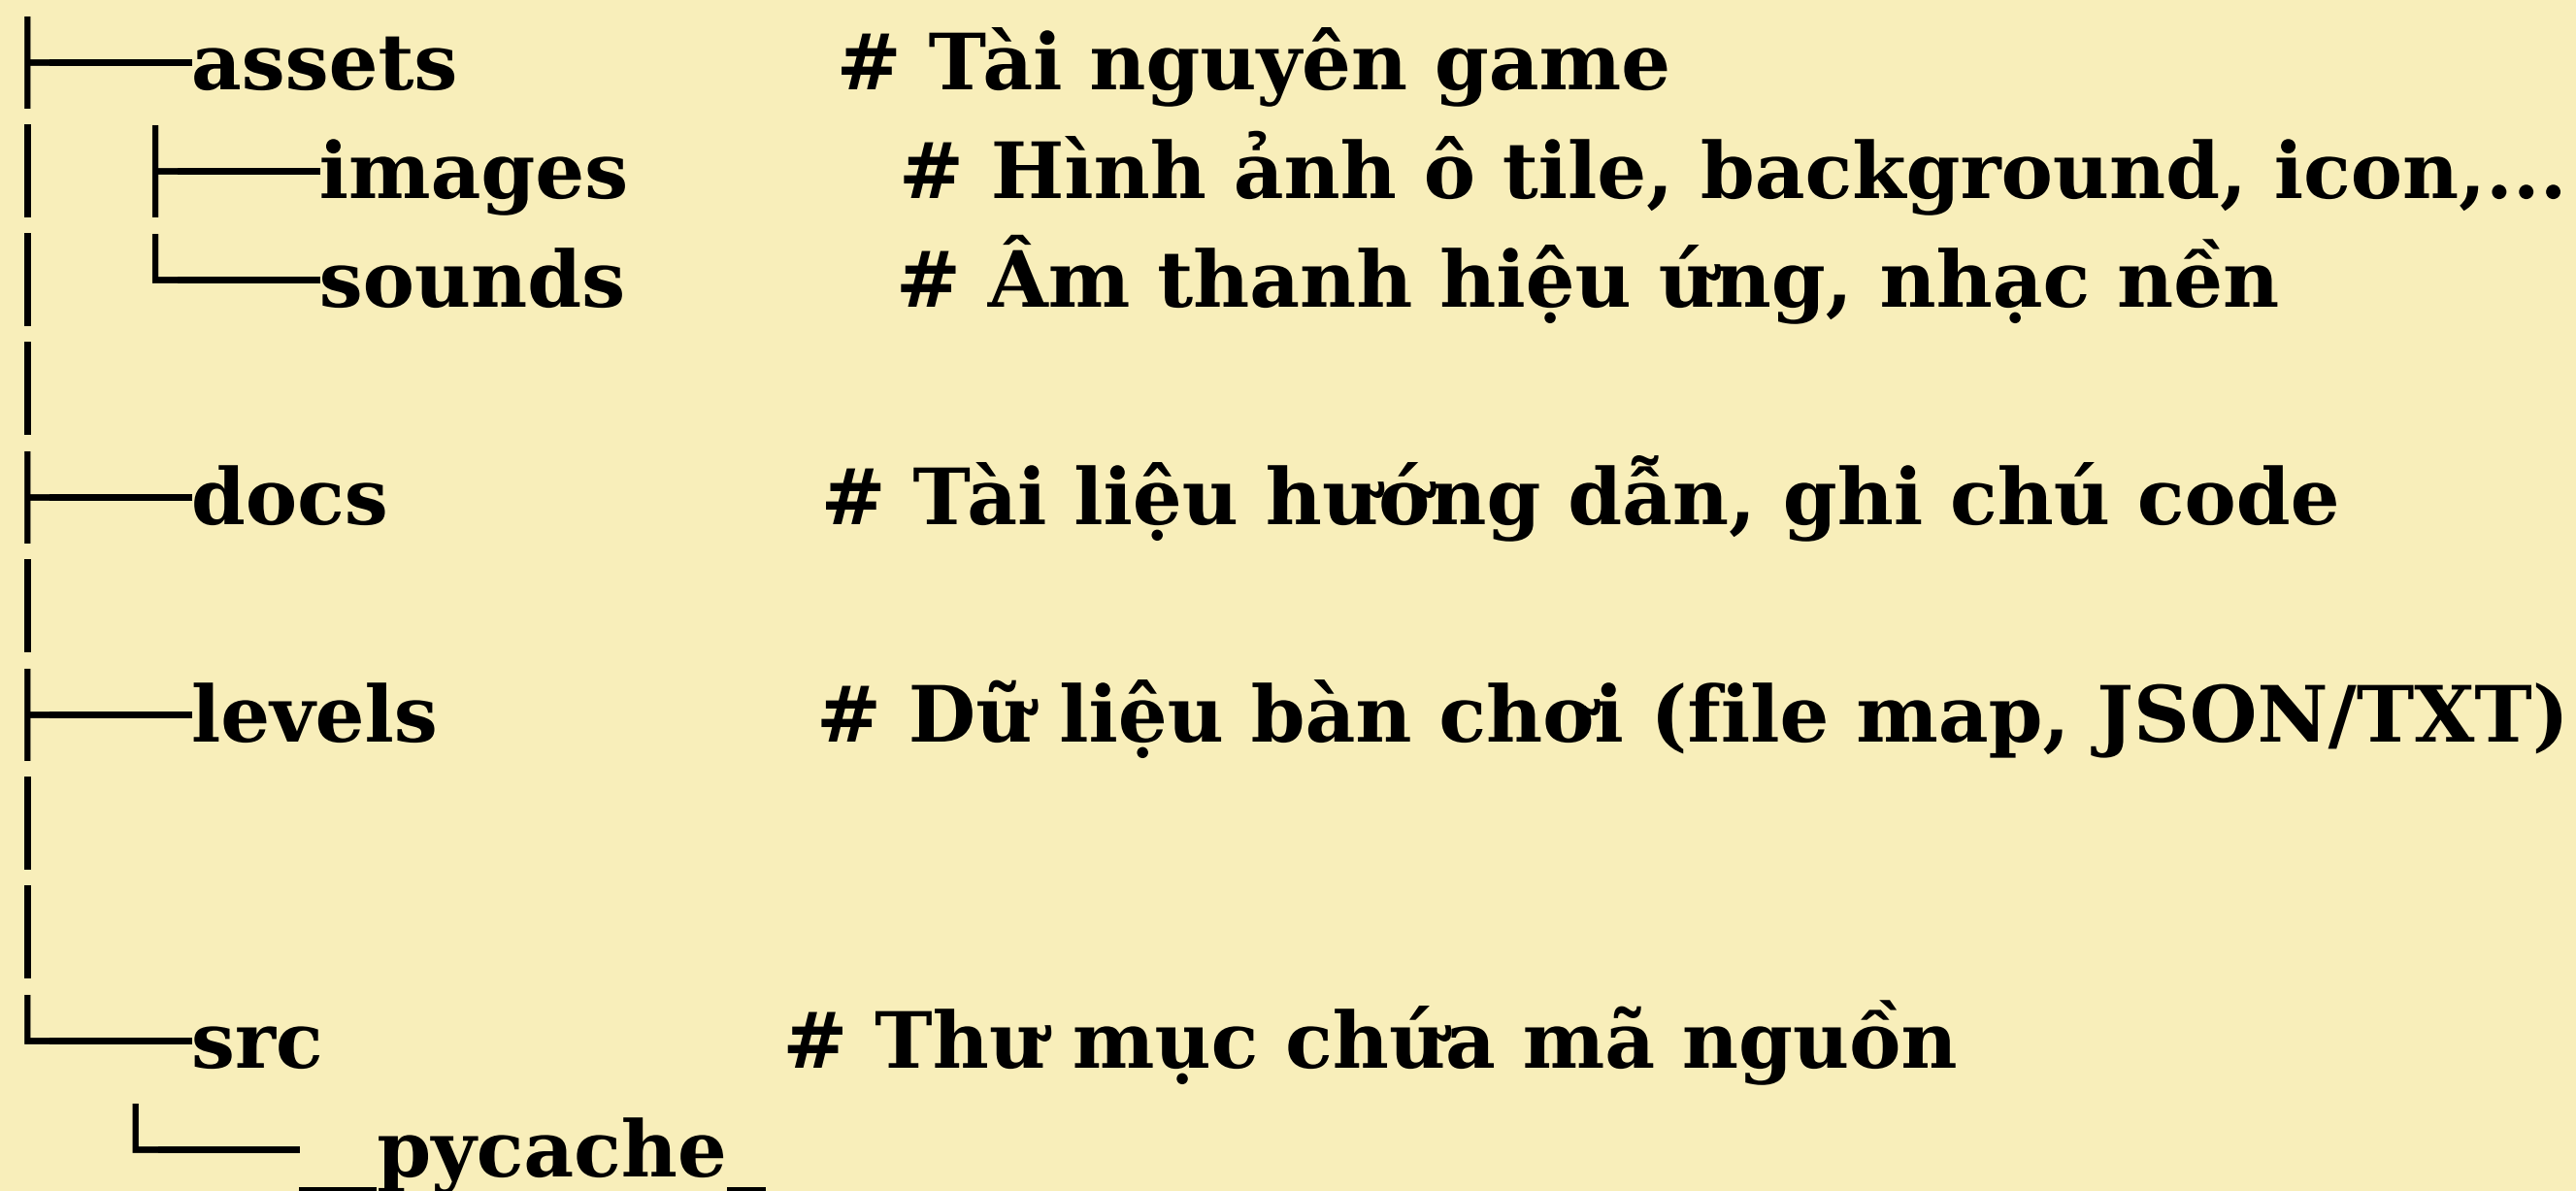 ├───assets # Tài nguyên game
│ ├───images # Hình ảnh ô tile, background, icon,...
│ └───sounds # Âm thanh hiệu ứng, nhạc nền
│
├───docs # Tài liệu hướng dẫn, ghi chú code
│
├───levels # Dữ liệu bàn chơi (file map, JSON/TXT)
│
│
└───src # Thư mục chứa mã nguồn
└───__pycache_